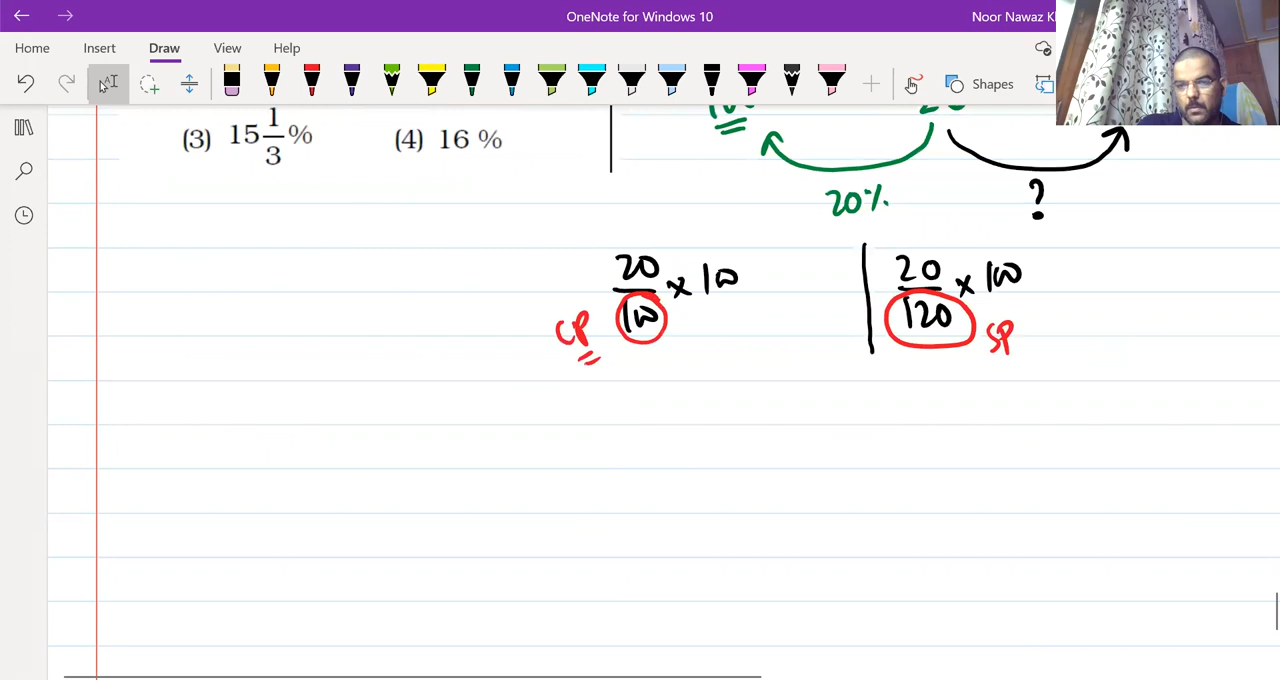 OneNote for Windows 10
Noor Nawaz
Home Insert Draw View Help
Shapes
(3) 15 1/3 % (4) 16 %
20% ?
20/100 × 100 | 20/120 × 100
CP SP